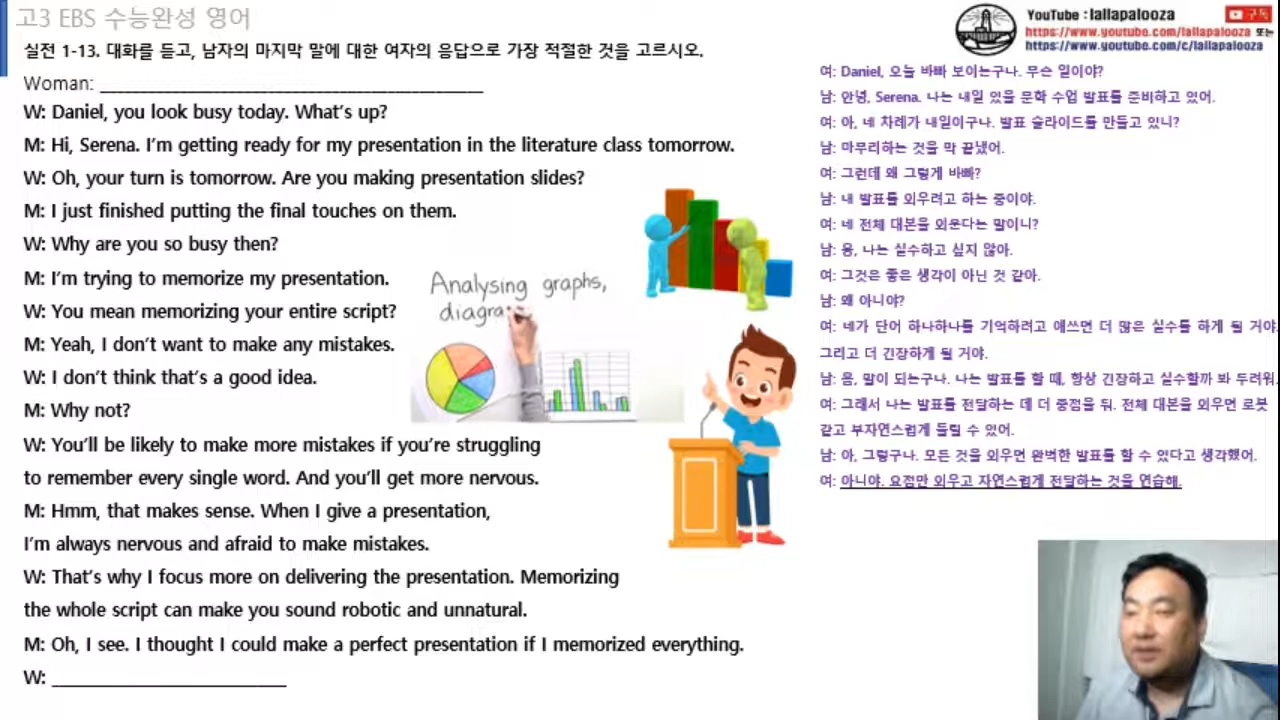 고3 EBS 수능완성 영어
실전 1-13. 대화를 듣고, 남자의 마지막 말에 대한 여자의 응답으로 가장 적절한 것을 고르시오.
Woman: ____________________________________________
W: Daniel, you look busy today. What's up?
M: Hi, Serena. I'm getting ready for my presentation in the literature class tomorrow.
W: Oh, your turn is tomorrow. Are you making presentation slides?
M: I just finished putting the final touches on them.
W: Why are you so busy then?
M: I'm trying to memorize my presentation.
W: You mean memorizing your entire script?
M: Yeah, I don't want to make any mistakes.
W: I don't think that's a good idea.
M: Why not?
W: You'll be likely to make more mistakes if you're struggling
to remember every single word. And you'll get more nervous.
M: Hmm, that makes sense. When I give a presentation,
I'm always nervous and afraid to make mistakes.
W: That's why I focus more on delivering the presentation. Memorizing
the whole script can make you sound robotic and unnatural.
M: Oh, I see. I thought I could make a perfect presentation if I memorized everything.
W: ___________________________
Analysing graphs,
diagra
YouTube : lallapalooza
구독
https://www.youtube.com/lallapalooza 또는
https://www.youtube.com/c/lallapalooza
여: Daniel, 오늘 바빠 보이는구나. 무슨 일이야?
남: 안녕, Serena. 나는 내일 있을 문학 수업 발표를 준비하고 있어.
여: 아, 네 차례가 내일이구나. 발표 슬라이드를 만들고 있니?
남: 마무리하는 것을 막 끝냈어.
여: 그런데 왜 그렇게 바빠?
남: 내 발표를 외우려고 하는 중이야.
여: 네 전체 대본을 외운다는 말이니?
남: 응, 나는 실수하고 싶지 않아.
여: 그것은 좋은 생각이 아닌 것 같아.
남: 왜 아니야?
여: 네가 단어 하나하나를 기억하려고 애쓰면 더 많은 실수를 하게 될 거야.
그리고 더 긴장하게 될 거야.
남: 흠, 말이 되는구나. 나는 발표를 할 때, 항상 긴장하고 실수할까 봐 두려워.
여: 그래서 나는 발표를 전달하는 데 더 중점을 둬. 전체 대본을 외우면 로봇
같고 부자연스럽게 들릴 수 있어.
남: 아, 그렇구나. 모든 것을 외우면 완벽한 발표를 할 수 있다고 생각했어.
여: 아니야. 요점만 외우고 자연스럽게 전달하는 것을 연습해.